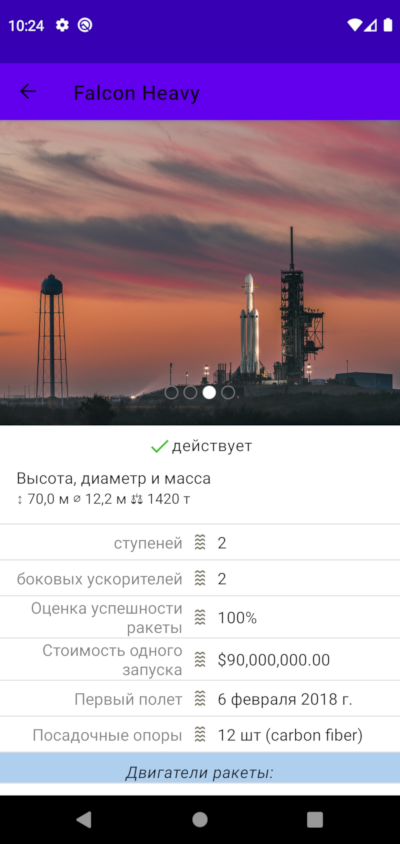 10:24
Falcon Heavy
действует
Высота, диаметр и масса
↕ 70,0 м ⌀ 12,2 м ⚖ 1420 т
ступеней 2
боковых ускорителей 2
Оценка успешности
ракеты 100%
Стоимость одного
запуска $90,000,000.00
Первый полет 6 февраля 2018 г.
Посадочные опоры 12 шт (carbon fiber)
Двигатели ракеты: